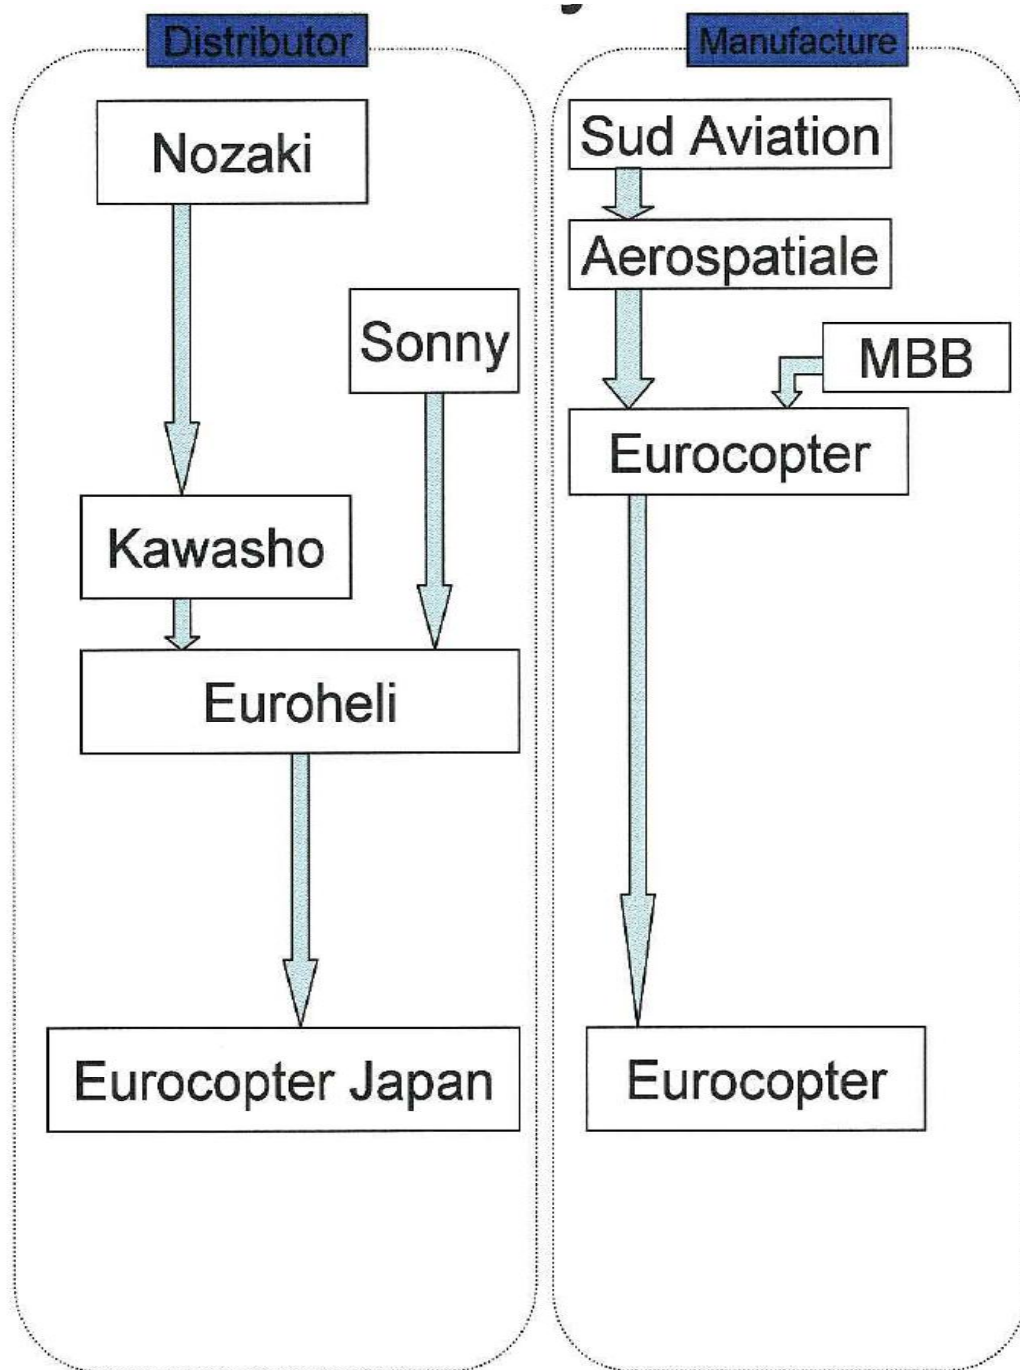 Distributor
Nozaki
Sonny
Kawasho
Euroheli
Eurocopter Japan
Manufacture
Sud Aviation
Aerospatiale
MBB
Eurocopter
Eurocopter